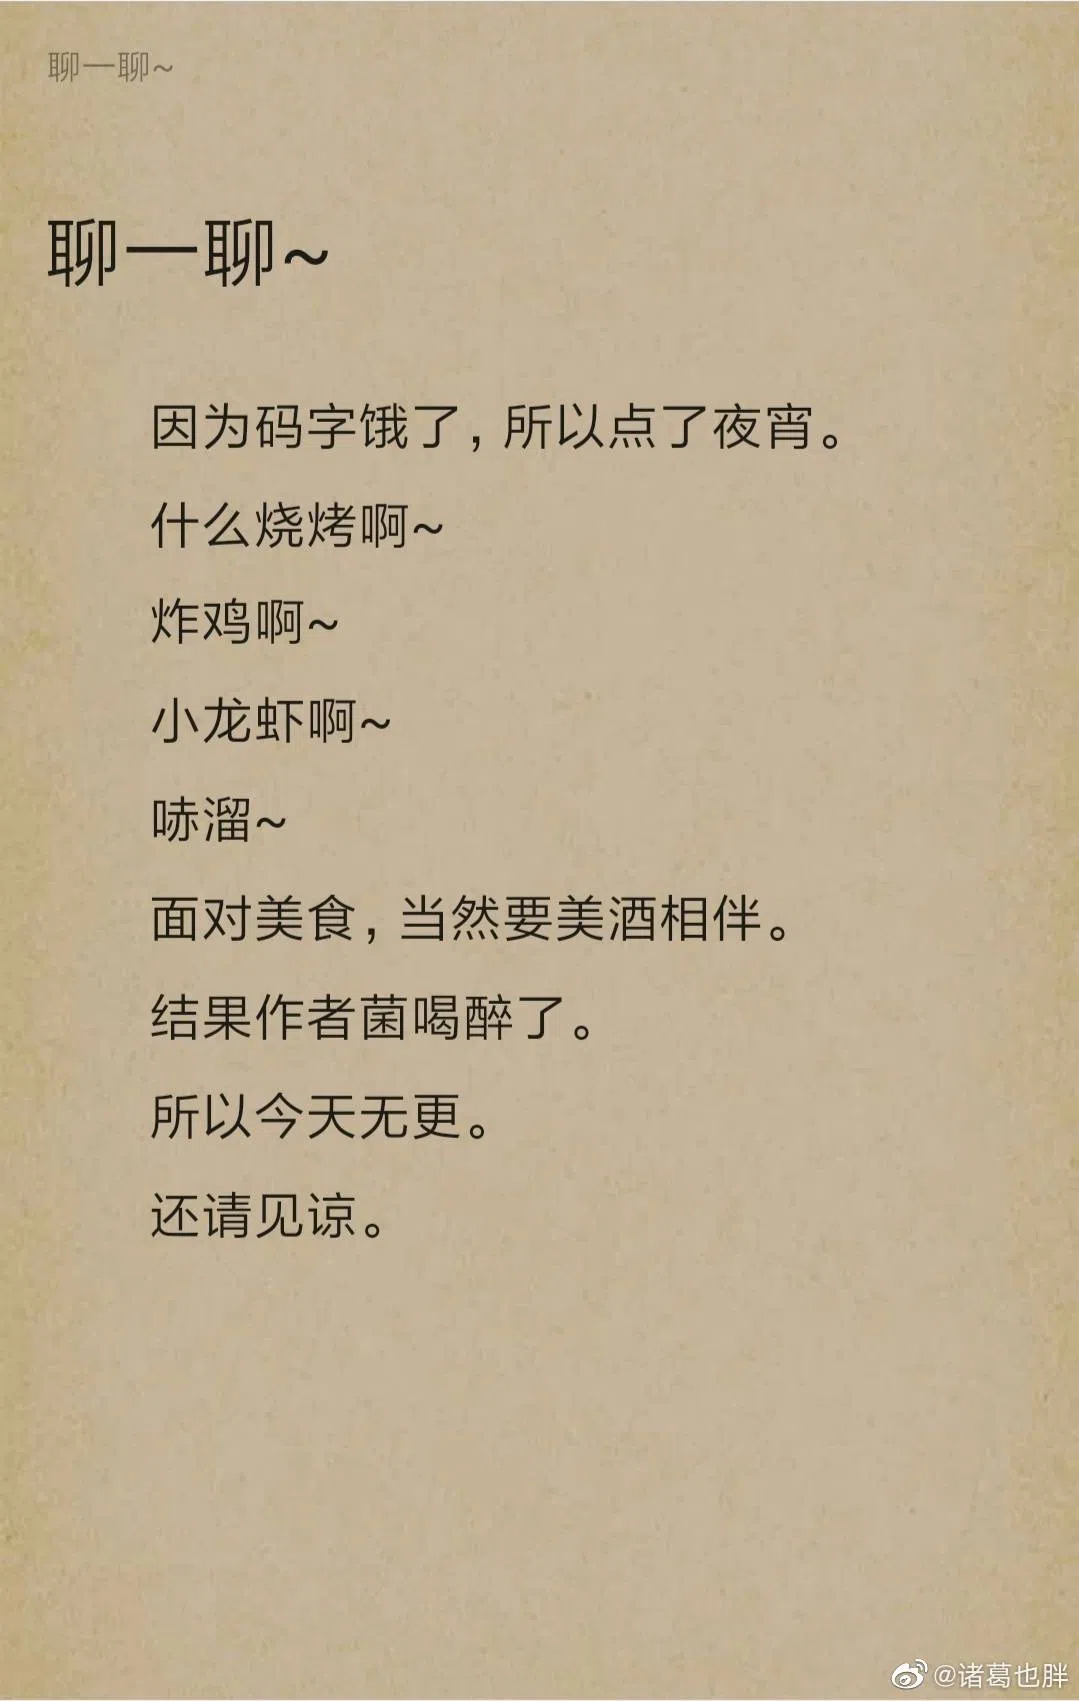 聊一聊~
聊一聊~
因为码字饿了，所以点了夜宵。
什么烧烤啊~
炸鸡啊~
小龙虾啊~
哧溜~
面对美食，当然要美酒相伴。
结果作者菌喝醉了。
所以今天无更。
还请见谅。
@诸葛也胖